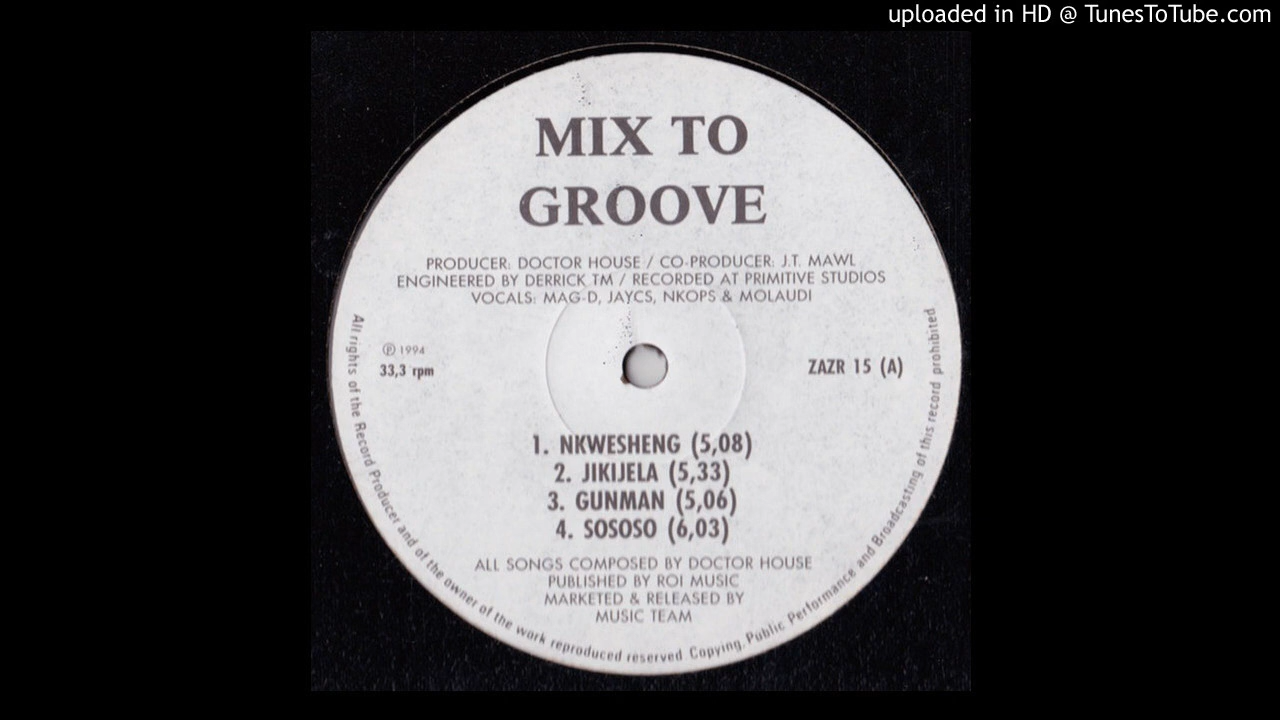 uploaded in HD @ TunesToTube.com
MIX TO
GROOVE
PRODUCER: DOCTOR HOUSE / CO-PRODUCER: J.T. MAWL
ENGINEERED BY DERRICK TM / RECORDED AT PRIMITIVE STUDIOS
VOCALS: MAG-D, JAYCS, NKOPS & MOLAUDI
℗ 1994
33,3 rpm
ZAZR 15 (A)
1. NKWESHENG (5,08)
2. JIKIJELA (5,33)
3. GUNMAN (5,06)
4. SOSOSO (6,03)
ALL SONGS COMPOSED BY DOCTOR HOUSE
PUBLISHED BY ROI MUSIC
MARKETED & RELEASED BY
MUSIC TEAM
All rights of the Record Producer and of the owner of the work reproduced reserved Copying, Public Performance and Broadcasting of this record prohibited